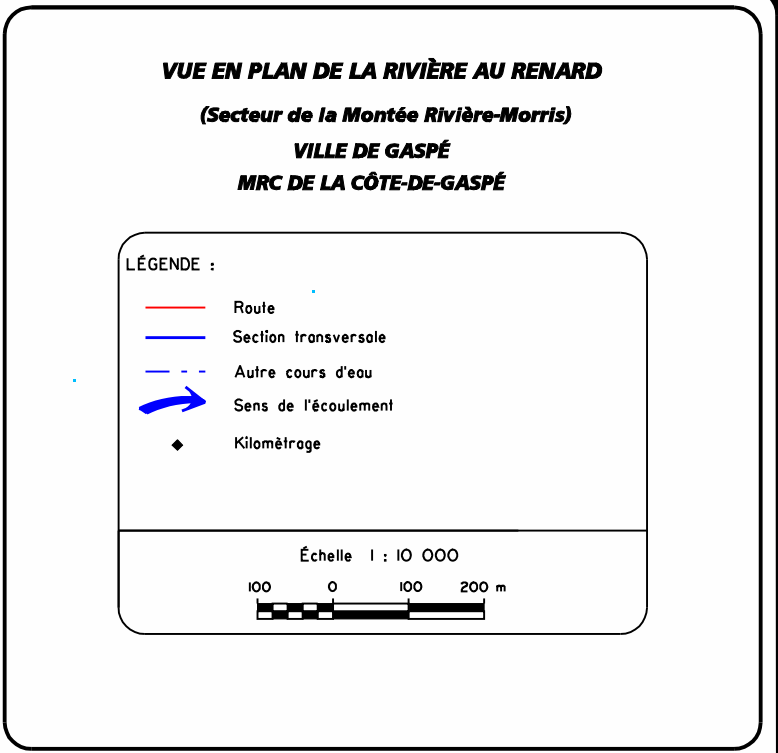 VUE EN PLAN DE LA RIVIÈRE AU RENARD
(Secteur de la Montée Rivière-Morris)
VILLE DE GASPÉ
MRC DE LA CÔTE-DE-GASPÉ
LÉGENDE :
Route
Section transversale
Autre cours d'eau
Sens de l'écoulement
Kilomètrage
Échelle 1 : 10 000
100 0 100 200 m